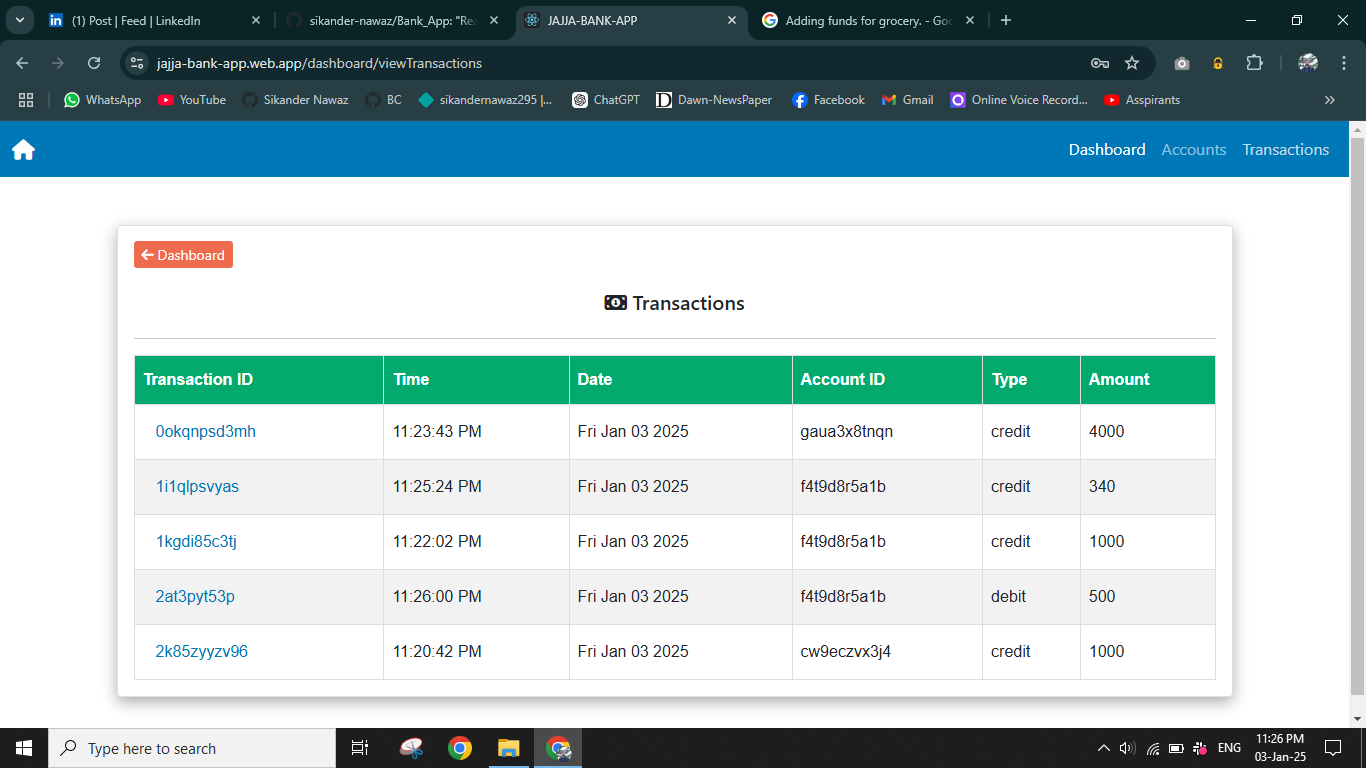 (1) Post | Feed | LinkedIn
sikander-nawaz/Bank_App: "Rea
JAJJA-BANK-APP
Adding funds for grocery. - Goo
jajja-bank-app.web.app/dashboard/viewTransactions
WhatsApp
YouTube
Sikander Nawaz
BC
sikandernawaz295 |...
ChatGPT
Dawn-NewsPaper
Facebook
Gmail
Online Voice Record...
Asspirants
Dashboard Accounts Transactions
Dashboard
Transactions
Transaction ID Time Date Account ID Type Amount
0okqnpsd3mh 11:23:43 PM Fri Jan 03 2025 gaua3x8tnqn credit 4000
1i1qlpsvyas 11:25:24 PM Fri Jan 03 2025 f4t9d8r5a1b credit 340
1kgdi85c3tj 11:22:02 PM Fri Jan 03 2025 f4t9d8r5a1b credit 1000
2at3pyt53p 11:26:00 PM Fri Jan 03 2025 f4t9d8r5a1b debit 500
2k85zyyzv96 11:20:42 PM Fri Jan 03 2025 cw9eczvx3j4 credit 1000
Type here to search
ENG
11:26 PM
03-Jan-25